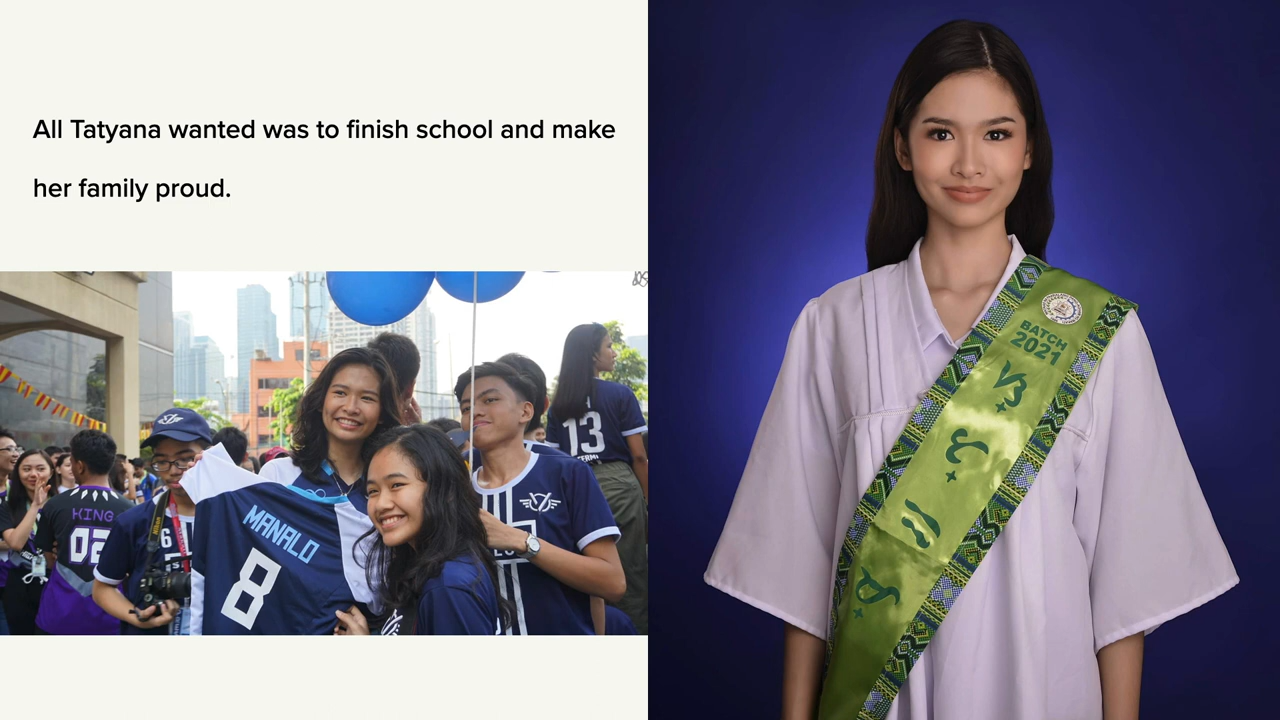 All Tatyana wanted was to finish school and make
her family proud.
MANALO
8
KING
02
13
BATCH
2021